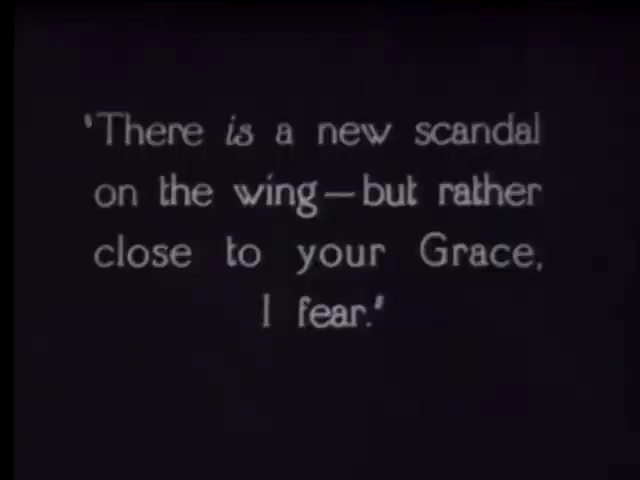 'There is a new scandal
on the wing—but rather
close to your Grace,
I fear.'